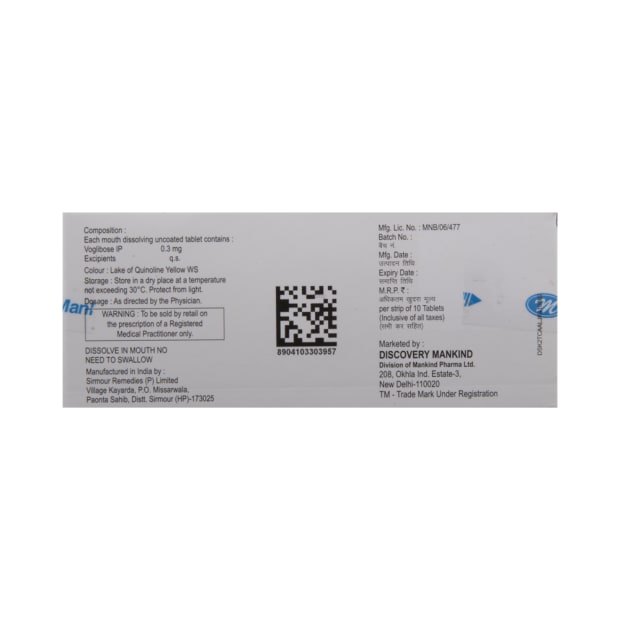 Composition :
Each mouth dissolving uncoated tablet contains :
Voglibose IP 0.3 mg
Excipients q.s.
Colour : Lake of Quinoline Yellow WS
Storage : Store in a dry place at a temperature
not exceeding 30°C. Protect from light.
Dosage : As directed by the Physician.
WARNING : To be sold by retail on
the prescription of a Registered
Medical Practitioner only.
DISSOLVE IN MOUTH NO
NEED TO SWALLOW
Manufactured in India by :
Sirmour Remedies (P) Limited
Village Kayarda, P.O. Missarwala,
Paonta Sahib, Distt. Sirmour (HP)-173025
8904103303957
Mfg. Lic. No. : MNB/06/477
Batch No. :
बैच नं.
Mfg. Date :
उत्पादन तिथि
Expiry Date :
समाप्ति तिथि
M.R.P. ₹ :
अधिकतम खुदरा मूल्य
per strip of 10 Tablets
(Inclusive of all taxes)
(सभी कर सहित)
Marketed by :
DISCOVERY MANKIND
Division of Mankind Pharma Ltd.
208, Okhla Ind. Estate-3,
New Delhi-110020
TM - Trade Mark Under Registration